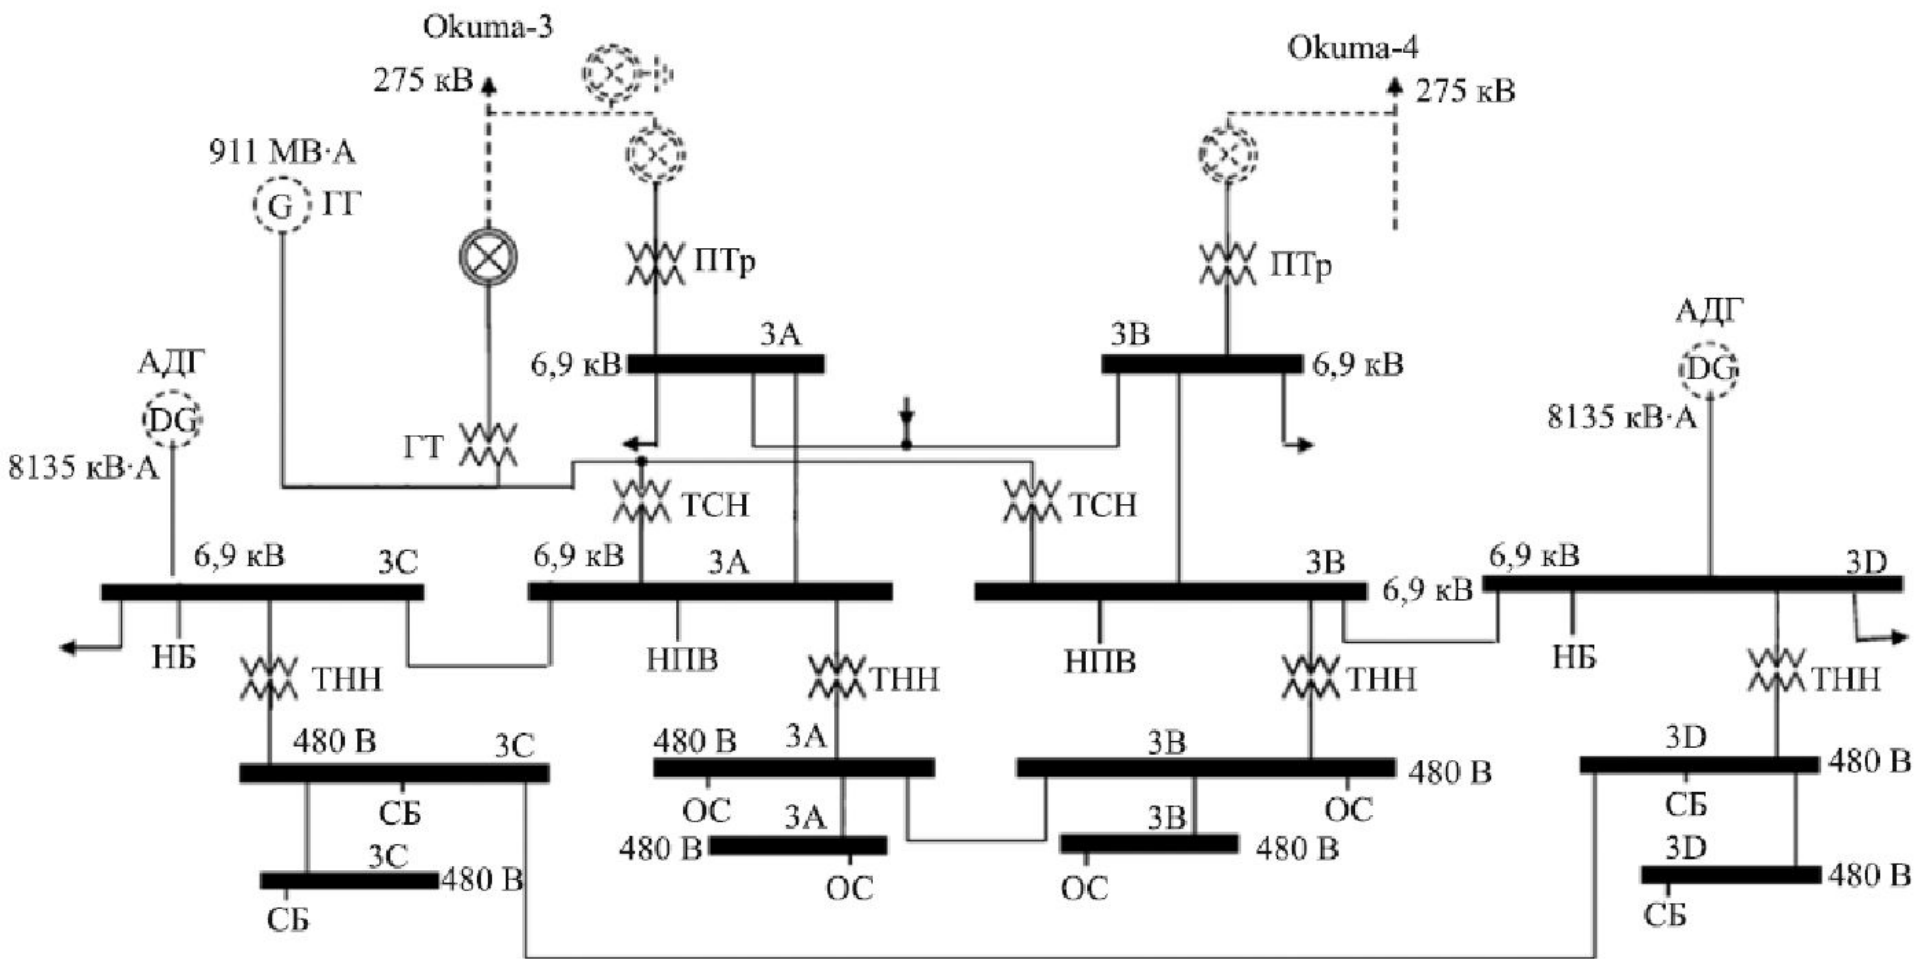 Okuma-3
Okuma-4
275 кВ
275 кВ
911 МВ·А
G ГГ
ПТр
ПТр
АДГ
3А
3В
АДГ
6,9 кВ
6,9 кВ
DG
DG
8135 кВ·А
ГТ
8135 кВ·А
ТСН
ТСН
6,9 кВ
3С
6,9 кВ
3А
3В
6,9 кВ
6,9 кВ
3D
НБ
НПВ
НПВ
НБ
ТНН
ТНН
ТНН
ТНН
480 В
3С
480 В
3А
3В
480 В
3D
480 В
СБ
ОС
ОС
СБ
3А
480 В
3В
480 В
3С
480 В
ОС
ОС
3D
480 В
СБ
СБ